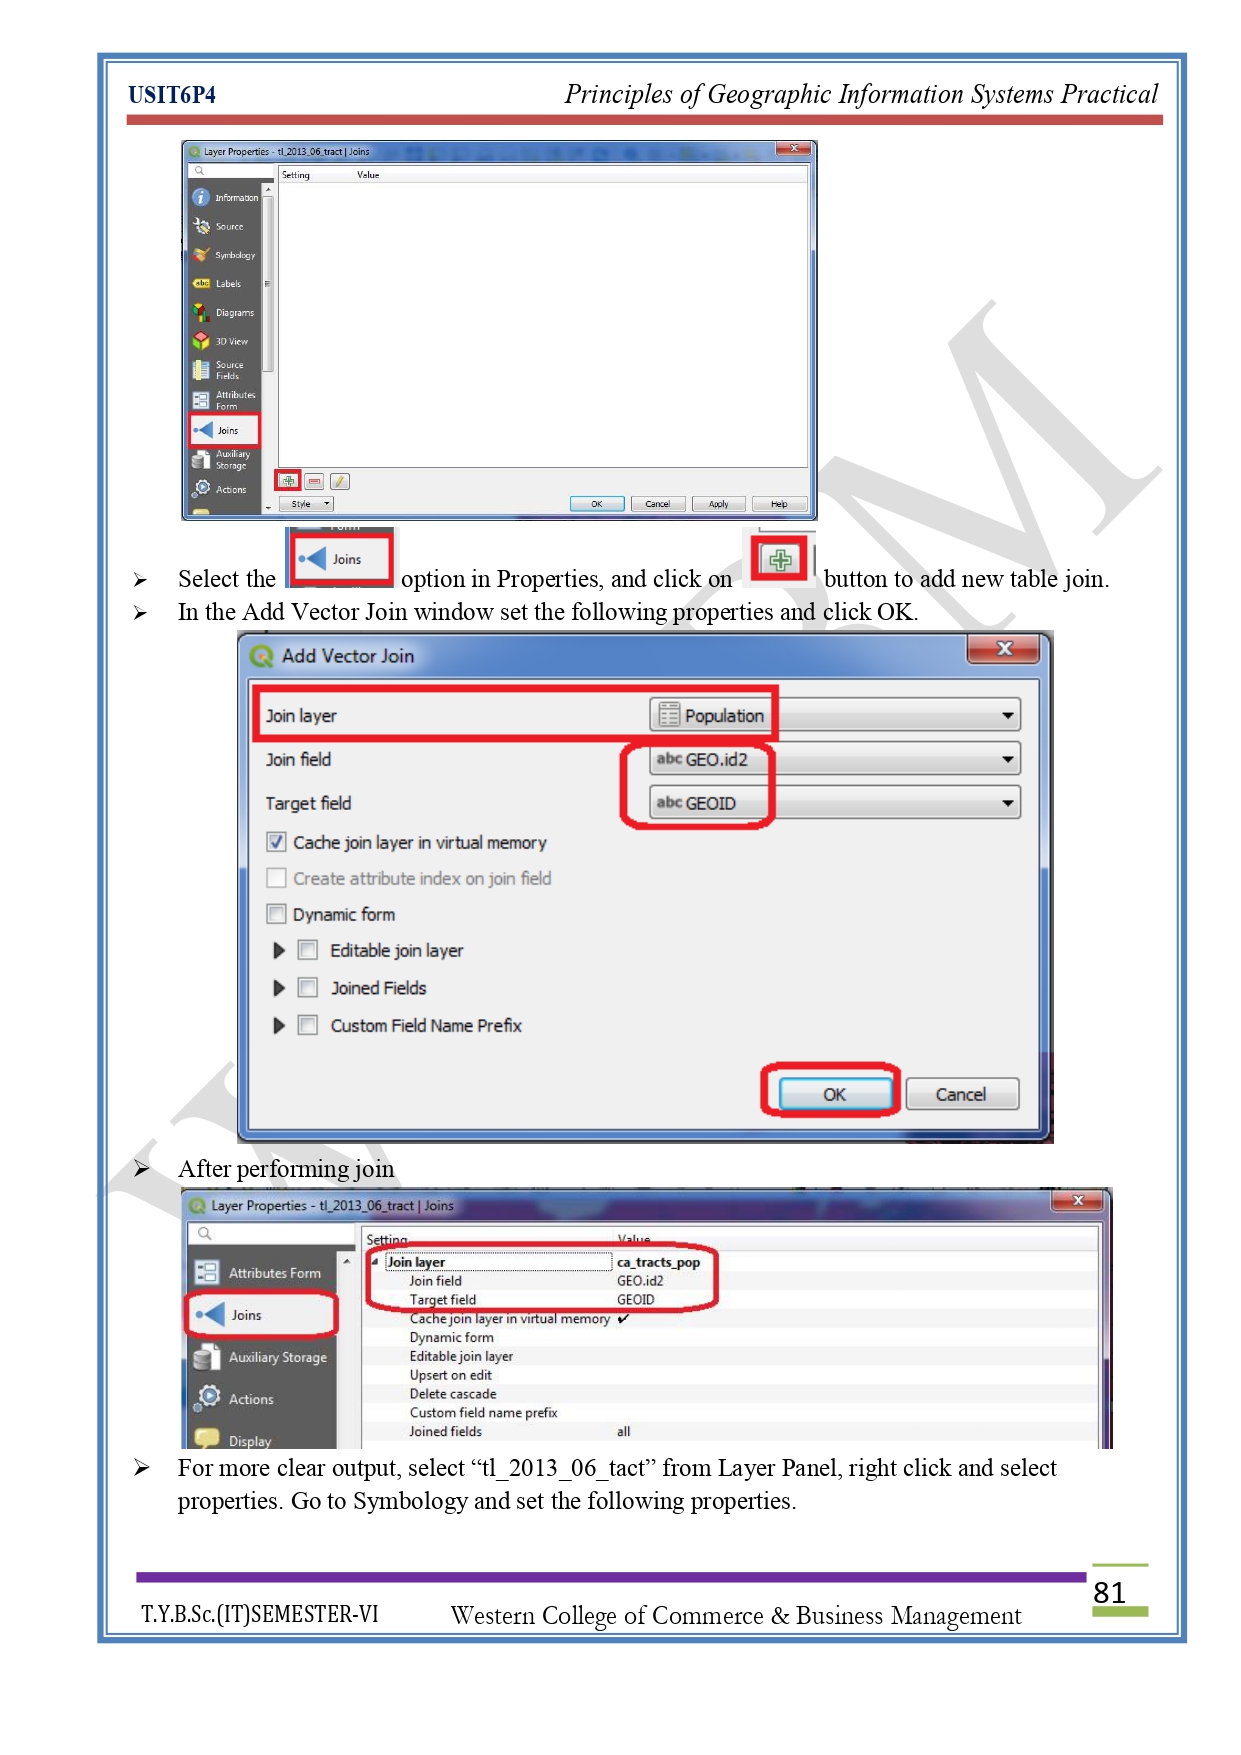 USIT6P4 Principles of Geographic Information Systems Practical
Layer Properties - tl_2013_06_tract | Joins
Setting Value
Information
Source
Symbology
abc Labels
Diagrams
3D View
Source
Fields
Attributes
Form
Joins
Auxiliary
Storage
Actions
Style OK Cancel Apply Help
Form
Joins
➢ Select the option in Properties, and click on button to add new table join.
➢ In the Add Vector Join window set the following properties and click OK.
Add Vector Join
Join layer Population
Join field abc GEO.id2
Target field abc GEOID
Cache join layer in virtual memory
Create attribute index on join field
Dynamic form
Editable join layer
Joined Fields
Custom Field Name Prefix
OK Cancel
➢ After performing join
Layer Properties - tl_2013_06_tract | Joins
Setting Value
Attributes Form
Joins
Auxiliary Storage
Actions
Display
Join layer ca_tracts_pop
Join field GEO.id2
Target field GEOID
Cache join layer in virtual memory ✔
Dynamic form
Editable join layer
Upsert on edit
Delete cascade
Custom field name prefix
Joined fields all
➢ For more clear output, select “tl_2013_06_tact” from Layer Panel, right click and select
properties. Go to Symbology and set the following properties.
81
T.Y.B.Sc.(IT)SEMESTER-VI Western College of Commerce & Business Management